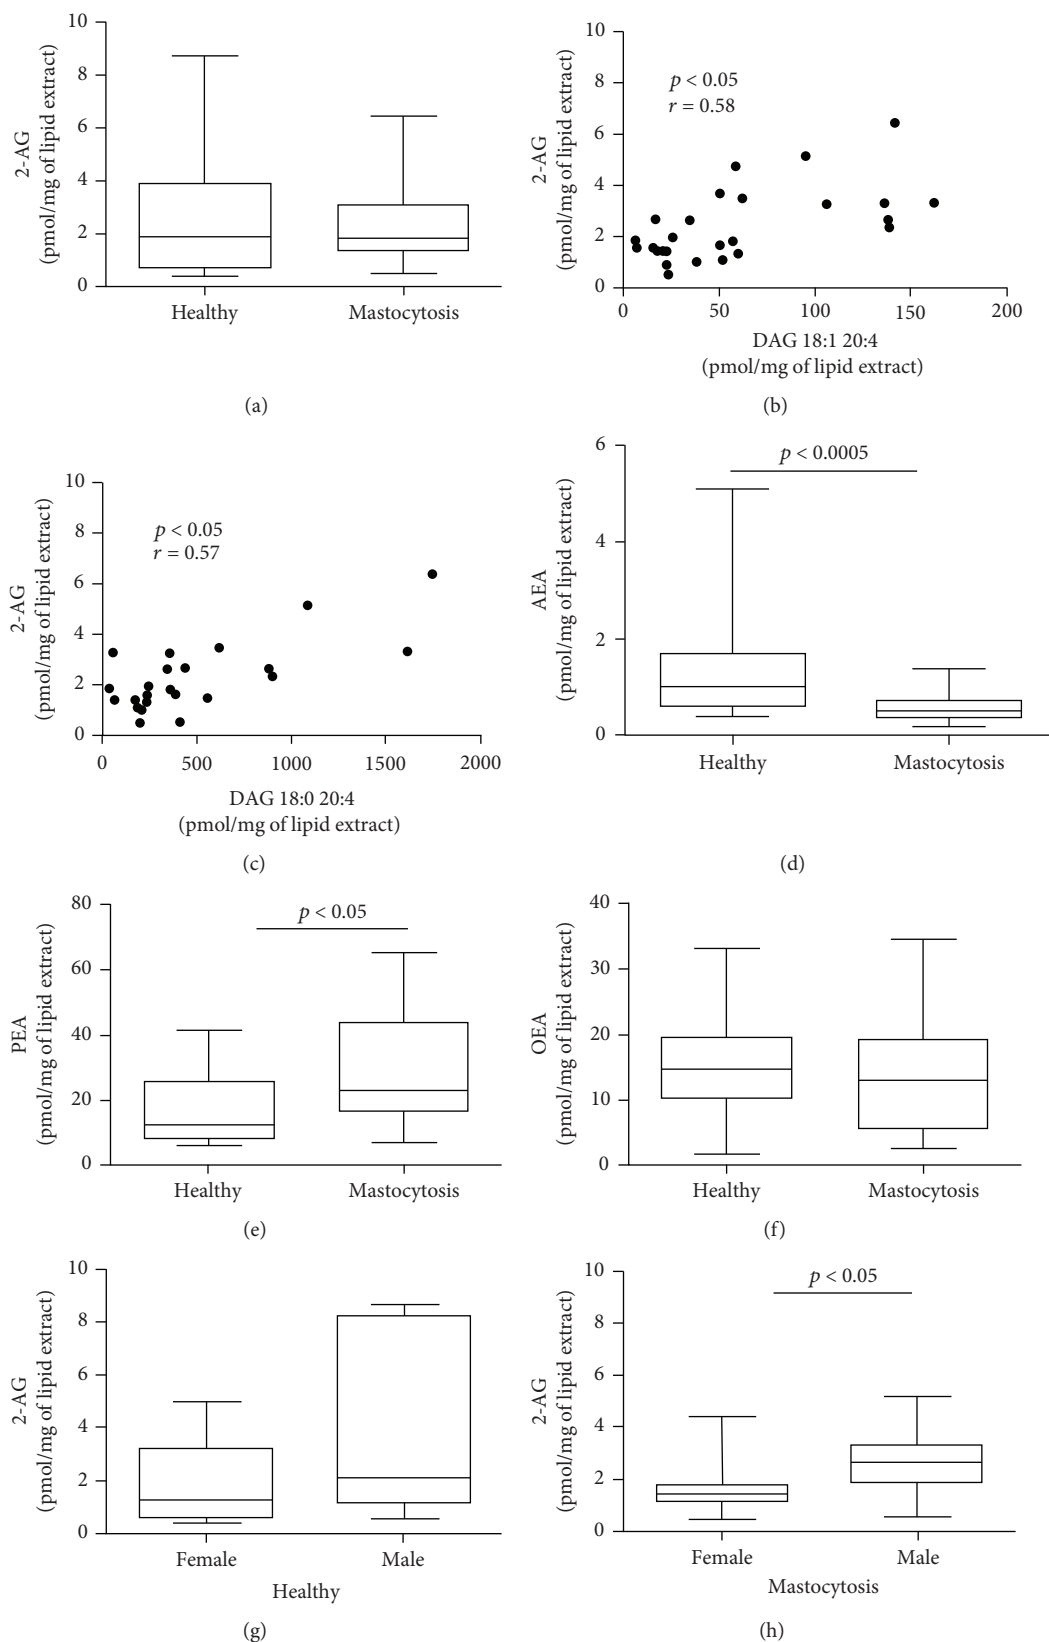 10
8
6
4
2
0
2-AG
(pmol/mg of lipid extract)
Healthy
Mastocytosis
(a)
10
8
6
4
2
0
2-AG
(pmol/mg of lipid extract)
p < 0.05
r = 0.58
0
50
100
150
200
DAG 18:1 20:4
(pmol/mg of lipid extract)
(b)
10
8
6
4
2
0
2-AG
(pmol/mg of lipid extract)
p < 0.05
r = 0.57
0
500
1000
1500
2000
DAG 18:0 20:4
(pmol/mg of lipid extract)
(c)
6
4
2
0
AEA
(pmol/mg of lipid extract)
p < 0.0005
Healthy
Mastocytosis
(d)
80
60
40
20
0
PEA
(pmol/mg of lipid extract)
p < 0.05
Healthy
Mastocytosis
(e)
40
30
20
10
0
OEA
(pmol/mg of lipid extract)
Healthy
Mastocytosis
(f)
10
8
6
4
2
0
2-AG
(pmol/mg of lipid extract)
Female
Male
Healthy
(g)
10
8
6
4
2
0
2-AG
(pmol/mg of lipid extract)
p < 0.05
Female
Male
Mastocytosis
(h)